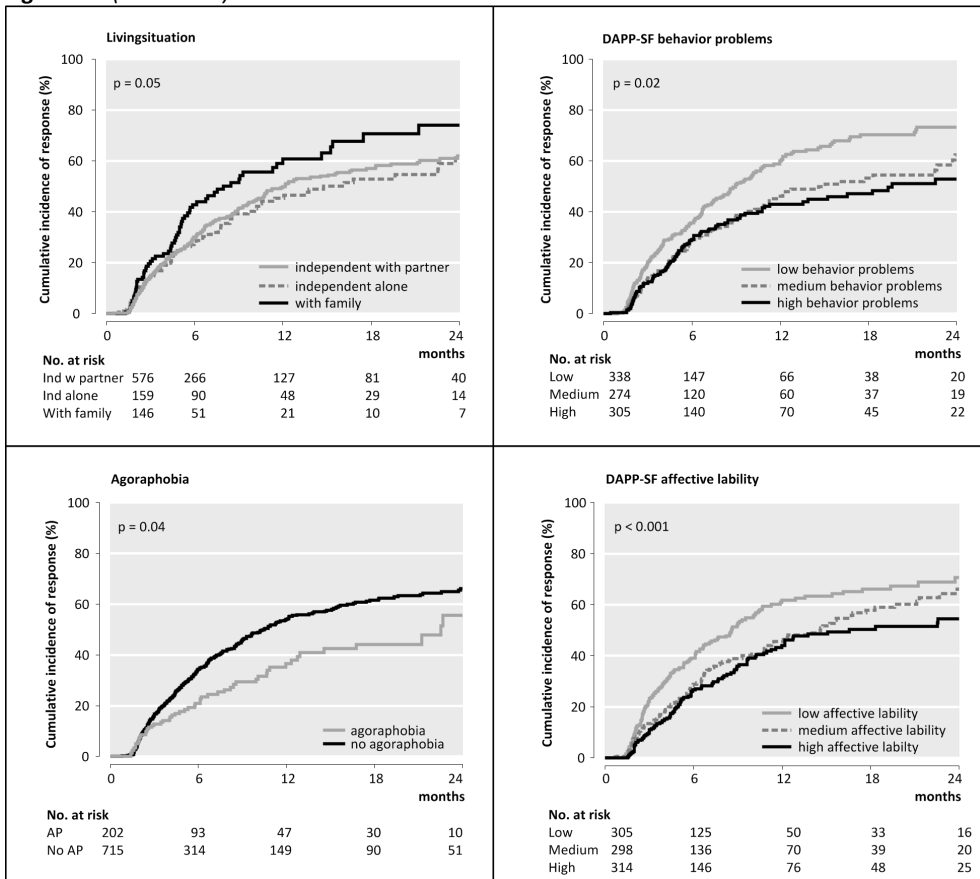 Livingsituation
Cumulative incidence of response (%)
100
80
60
40
20
0
p = 0.05
independent with partner
independent alone
with family
0 6 12 18 24
months
No. at risk
Ind w partner 576 266 127 81 40
Ind alone 159 90 48 29 14
With family 146 51 21 10 7
DAPP-SF behavior problems
Cumulative incidence of response (%)
100
80
60
40
20
0
p = 0.02
low behavior problems
medium behavior problems
high behavior problems
0 6 12 18 24
months
No. at risk
Low 338 147 66 38 20
Medium 274 120 60 37 19
High 305 140 70 45 22
Agoraphobia
Cumulative incidence of response (%)
100
80
60
40
20
0
p = 0.04
agoraphobia
no agoraphobia
0 6 12 18 24
months
No. at risk
AP 202 93 47 30 10
No AP 715 314 149 90 51
DAPP-SF affective lability
Cumulative incidence of response (%)
100
80
60
40
20
0
p < 0.001
low affective lability
medium affective lability
high affective labilty
0 6 12 18 24
months
No. at risk
Low 305 125 50 33 16
Medium 298 136 70 39 20
High 314 146 76 48 25